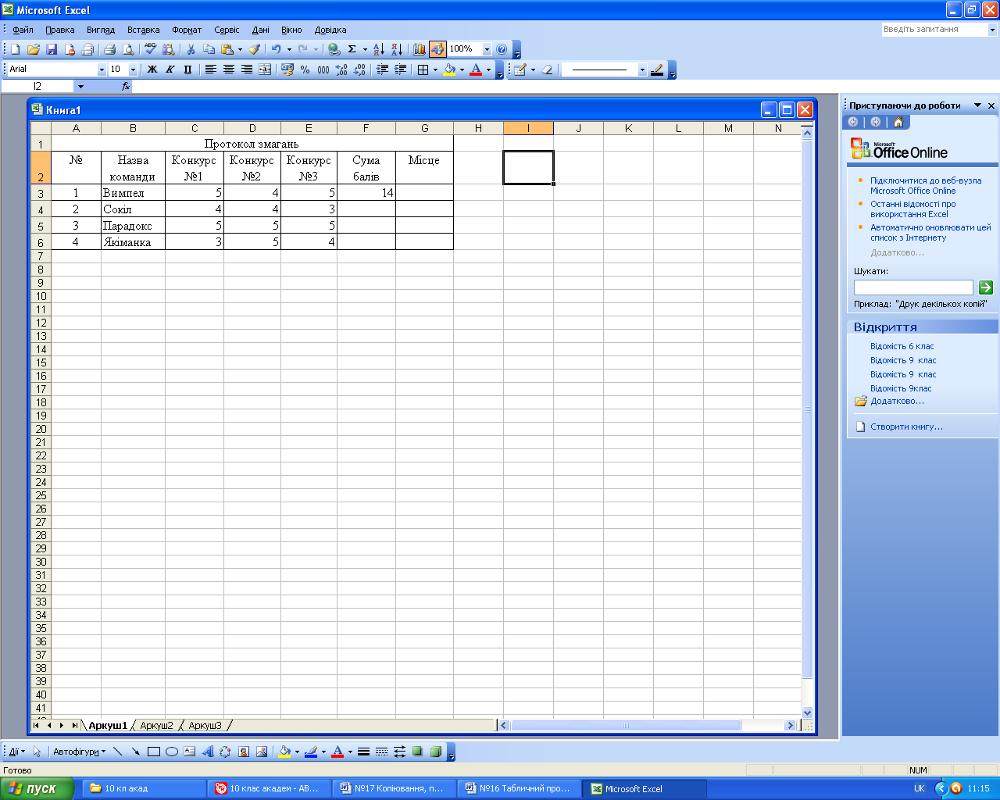 Microsoft Excel
Файл Правка Вигляд Вставка Формат Сервіс Дані Вікно Довідка
Введіть запитання
100%
Arial 10 Ж К П
% 000
I2 fx
Книга1
A B C D E F G H I J K L M N
1 Протокол змагань
№ Назва Конкурс Конкурс Конкурс Сума Місце
2 команди №1 №2 №3 балів
3 1 Вимпел 5 4 5 14
4 2 Сокіл 4 4 3
5 3 Парадокс 5 5 5
6 4 Якіманка 3 5 4
7
8
9
10
11
12
13
14
15
16
17
18
19
20
21
22
23
24
25
26
27
28
29
30
31
32
33
34
35
36
37
38
39
40
41
Аркуш1 Аркуш2 Аркуш3
Приступаючи до роботи
Microsoft
Office Online
Підключитися до веб-вузла
Microsoft Office Online
Останні відомості про
використання Excel
Автоматично оновлювати цей
список з Інтернету
Додатково...
Шукати:
Приклад: "Друк декількох копій"
Відкриття
Відомість 6 клас
Відомість 9 клас
Відомість 9 клас
Відомість 9клас
Додатково...
Створити книгу...
Дії Автофігури
Готово
NUM
пуск 10 кл акад 10 клас академ - AB... №17 Копіювання, п... №16 Табличний про... Microsoft Excel UK 11:15